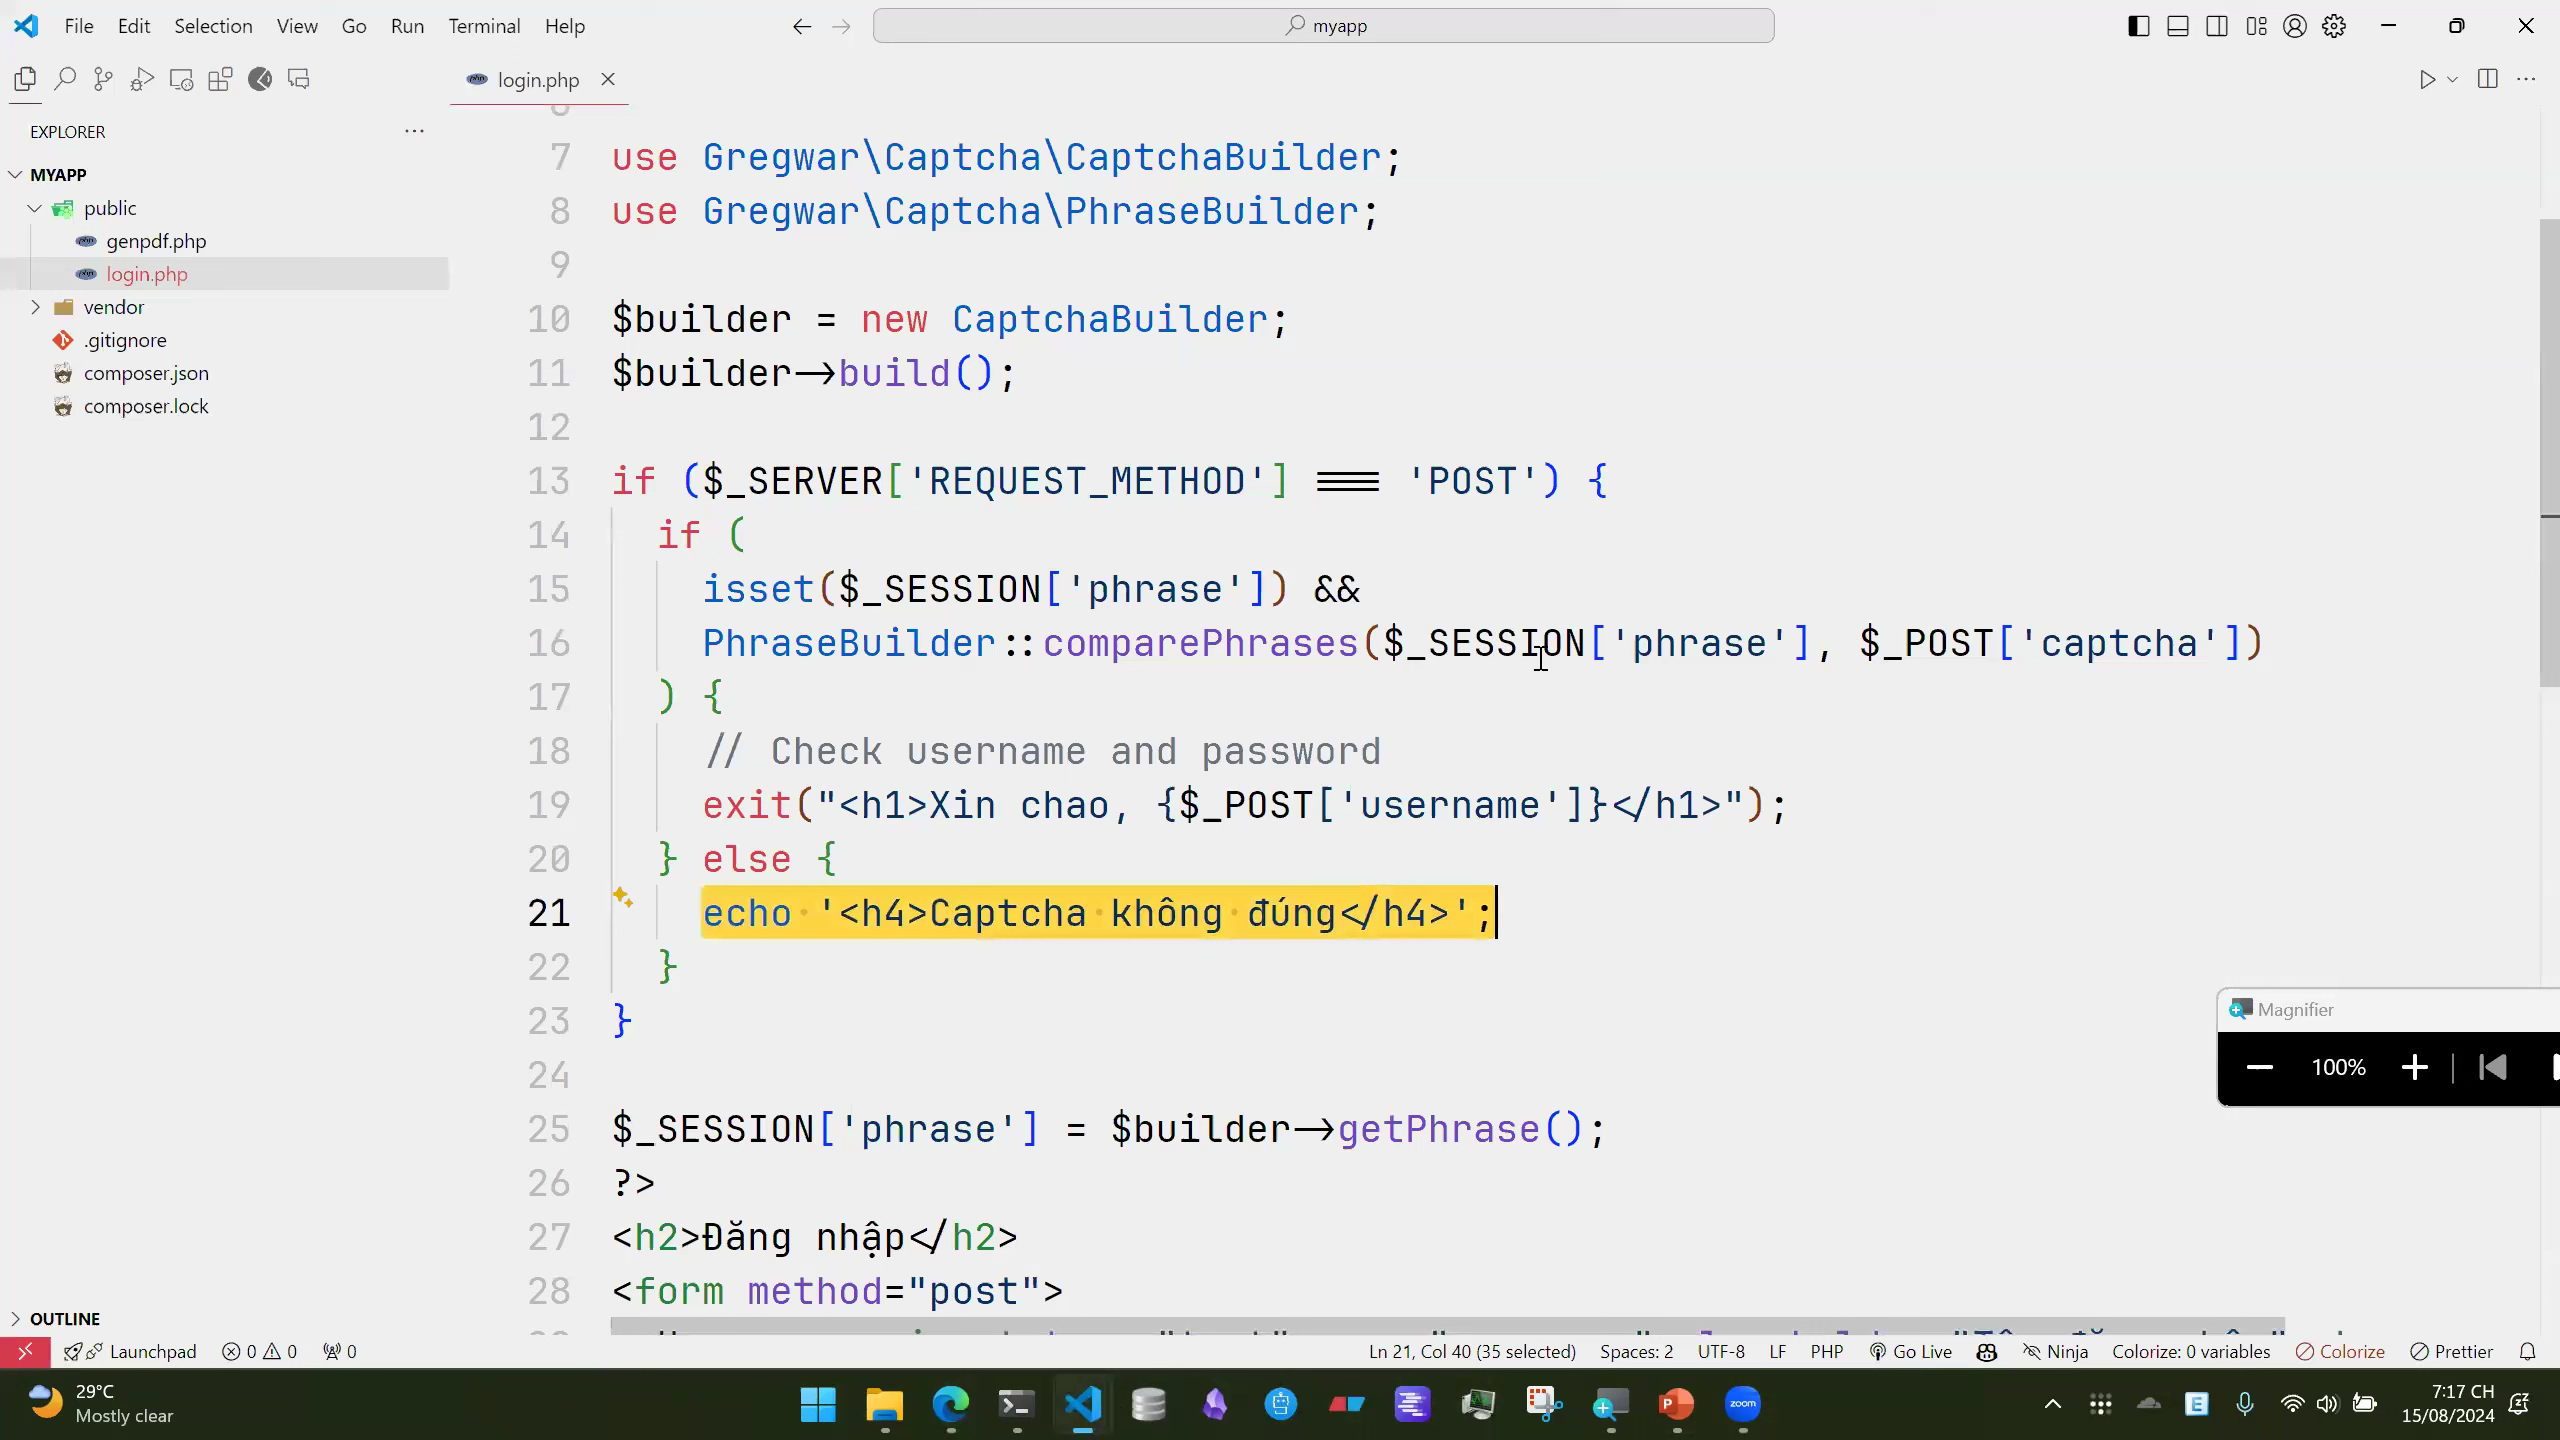 File Edit Selection View Go Run Terminal Help
myapp
login.php
EXPLORER
MYAPP
public
genpdf.php
login.php
vendor
.gitignore
composer.json
composer.lock
OUTLINE
7 use Gregwar\Captcha\CaptchaBuilder;
8 use Gregwar\Captcha\PhraseBuilder;
9
10 $builder = new CaptchaBuilder;
11 $builder->build();
12
13 if ($_SERVER['REQUEST_METHOD'] === 'POST') {
14 if (
15 isset($_SESSION['phrase']) &&
16 PhraseBuilder::comparePhrases($_SESSION['phrase'], $_POST['captcha'])
17 ) {
18 // Check username and password
19 exit("<h1>Xin chao, {$_POST['username']}</h1>");
20 } else {
21 echo '<h4>Captcha không đúng</h4>';
22 }
23 }
24
25 $_SESSION['phrase'] = $builder->getPhrase();
26 ?>
27 <h2>Đăng nhập</h2>
28 <form method="post">
Magnifier
100%
Launchpad 0 0 0 Ln 21, Col 40 (35 selected) Spaces: 2 UTF-8 LF PHP Go Live Ninja Colorize: 0 variables Colorize Prettier
29°C
Mostly clear
zoom
7:17 CH
15/08/2024